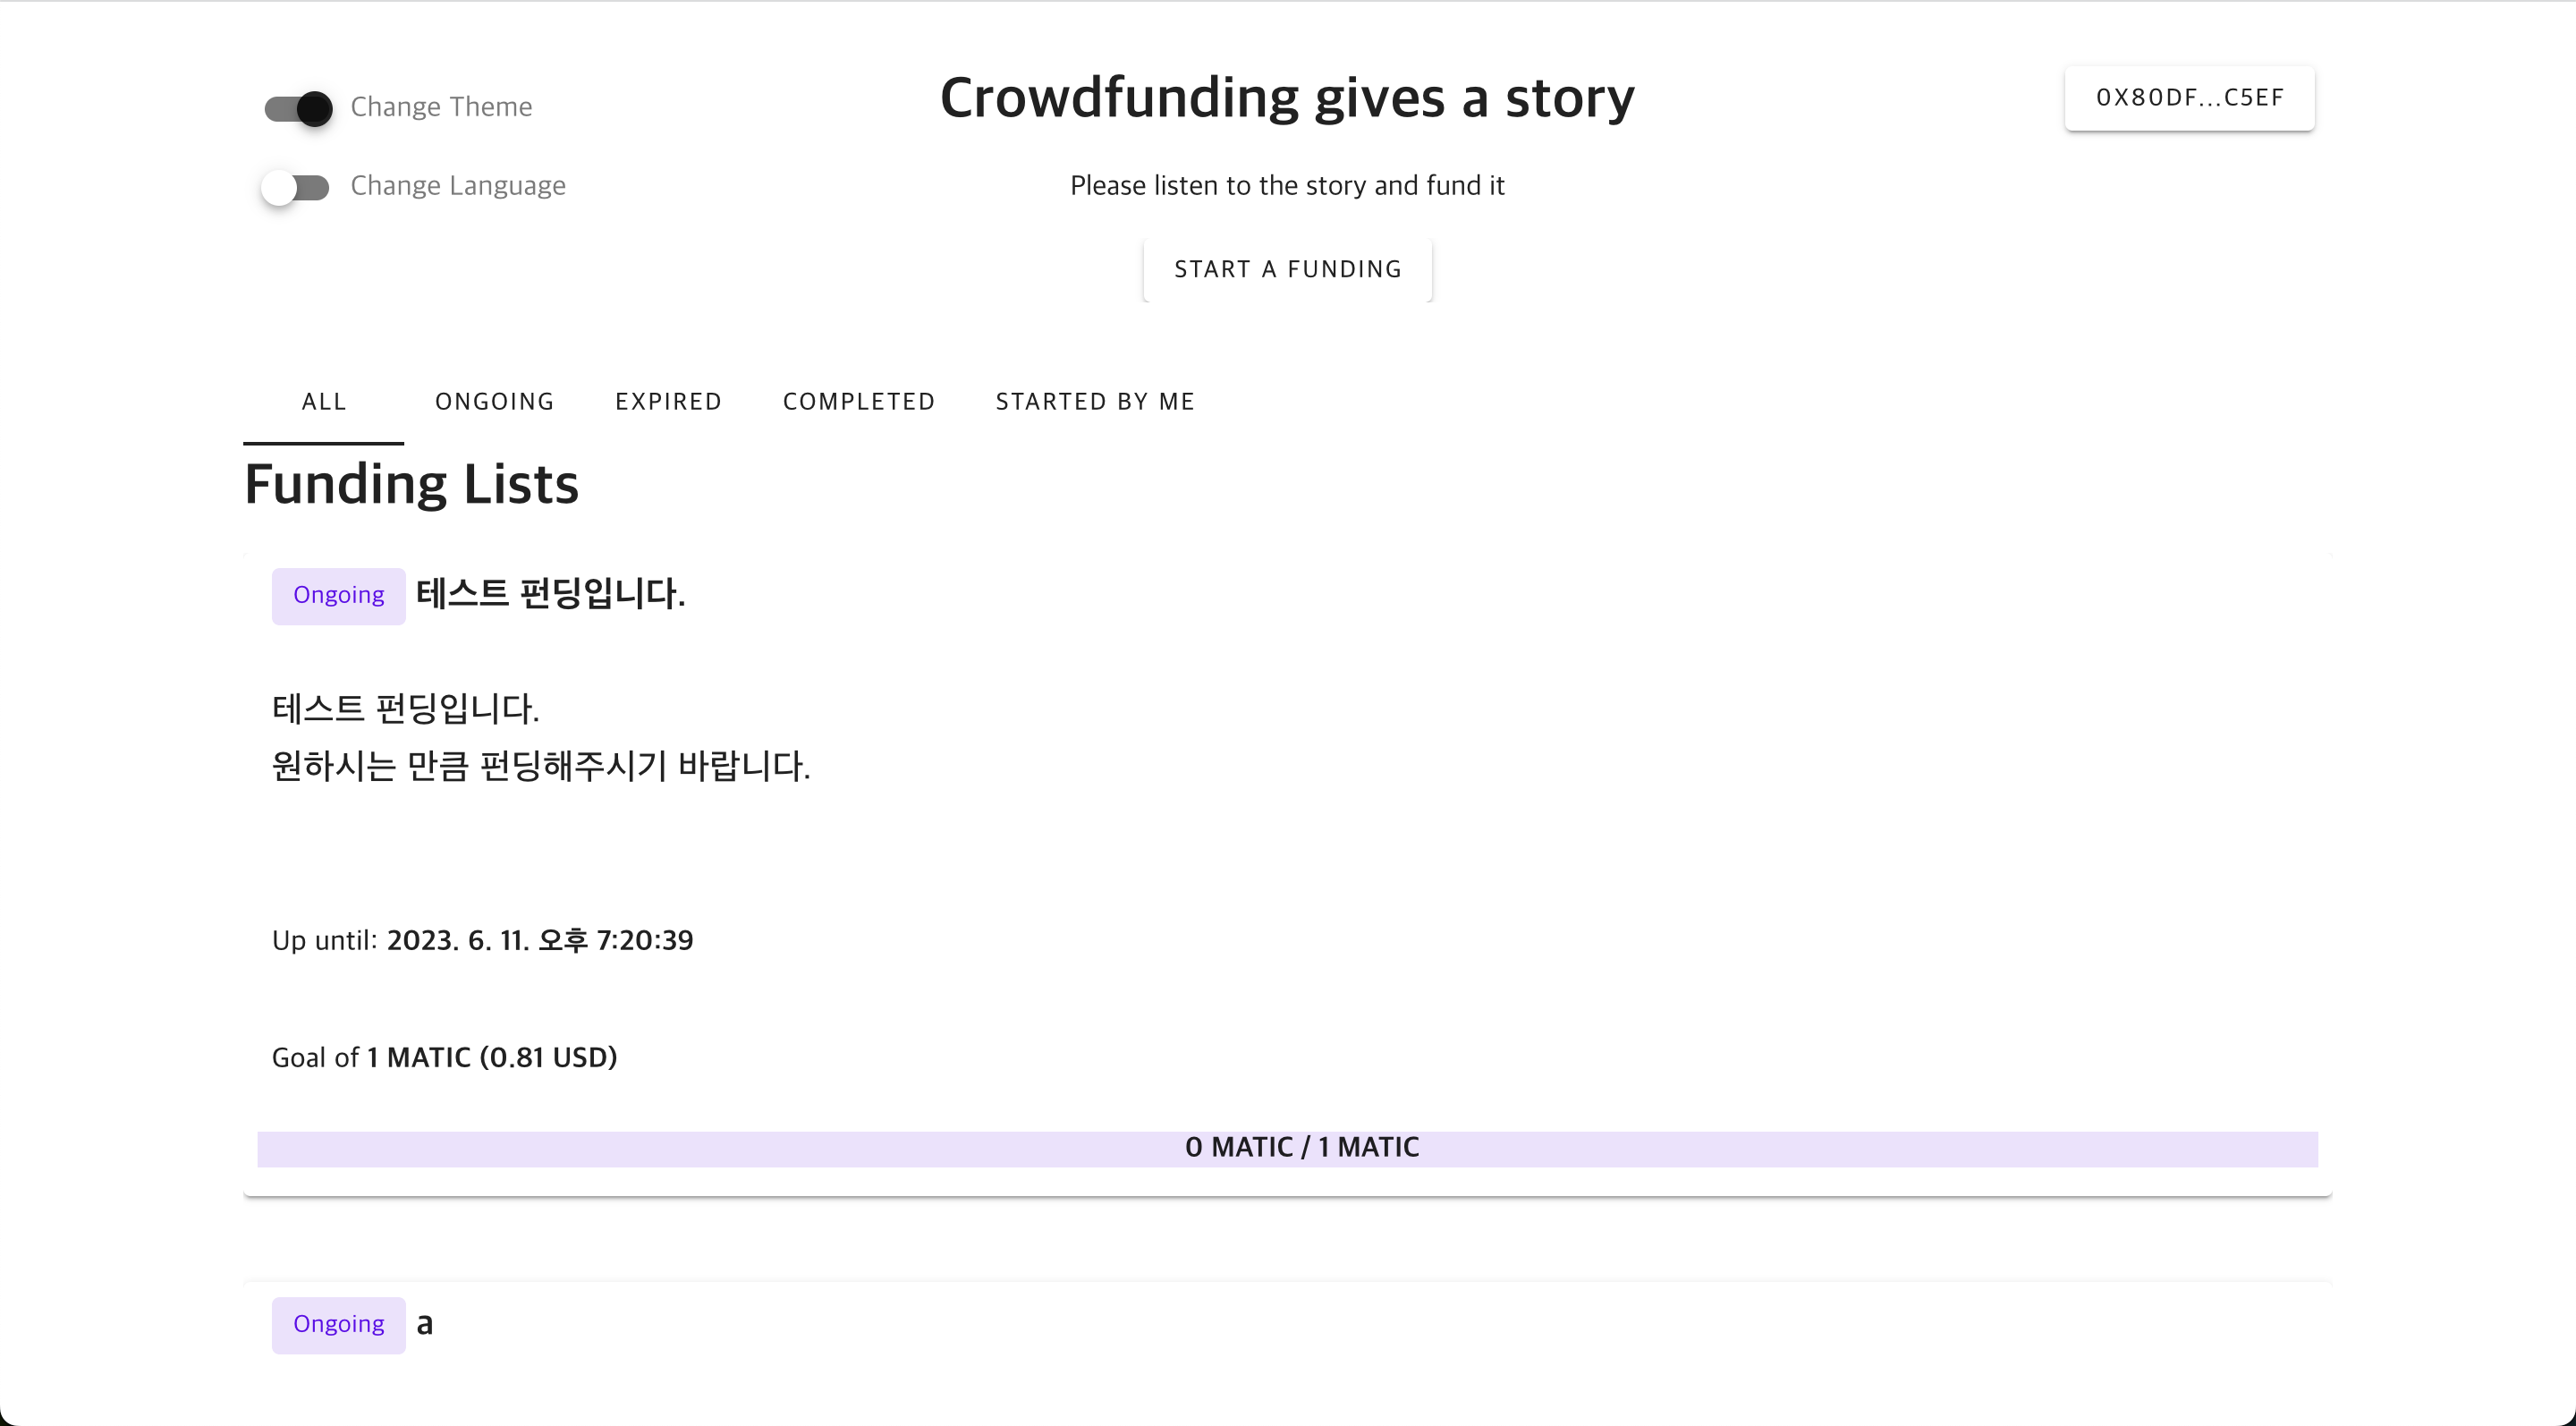 Change Theme
Change Language
Crowdfunding gives a story
Please listen to the story and fund it
START A FUNDING
0X80DF...C5EF
ALL ONGOING EXPIRED COMPLETED STARTED BY ME
Funding Lists
Ongoing 테스트 펀딩입니다.
테스트 펀딩입니다.
원하시는 만큼 펀딩해주시기 바랍니다.
Up until: 2023. 6. 11. 오후 7:20:39
Goal of 1 MATIC (0.81 USD)
0 MATIC / 1 MATIC
Ongoing a